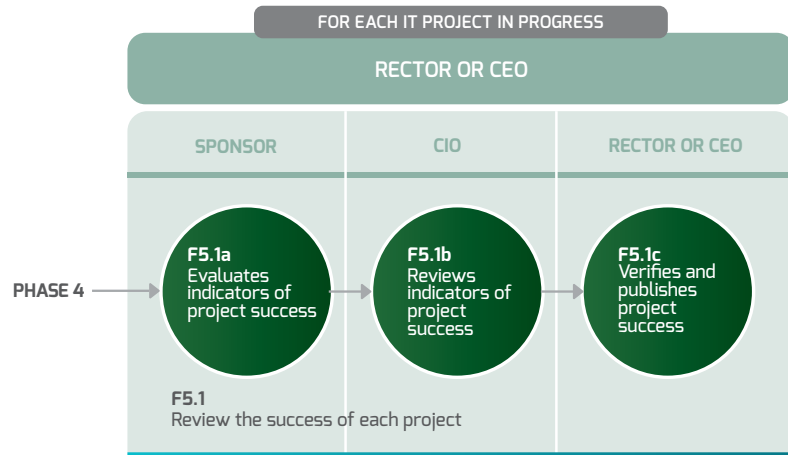 FOR EACH IT PROJECT IN PROGRESS
RECTOR OR CEO
SPONSOR
CIO
RECTOR OR CEO
PHASE 4
F5.1a
Evaluates
indicators of
project success
F5.1b
Reviews
indicators of
project
success
F5.1c
Verifies and
publishes
project
success
F5.1
Review the success of each project